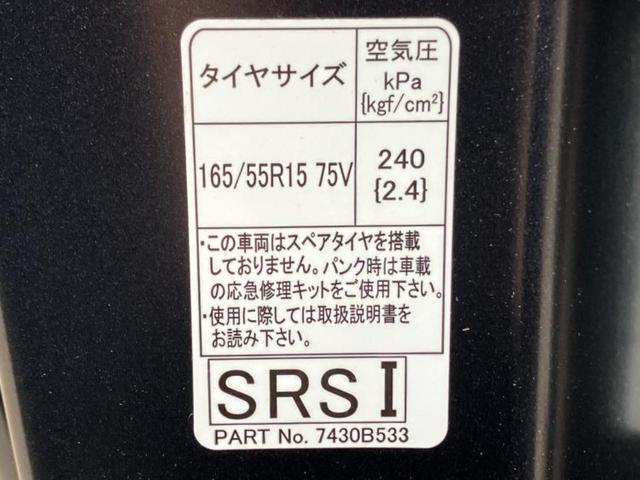 タイヤサイズ
空気圧
kPa
{kgf/cm²}
165/55R15 75V
240
{2.4}
・この車両はスペアタイヤを搭載
しておりません。パンク時は車載
の応急修理キットをご使用下さい。
・使用に際しては取扱説明書を
お読み下さい。
SRS I
PART No. 7430B533